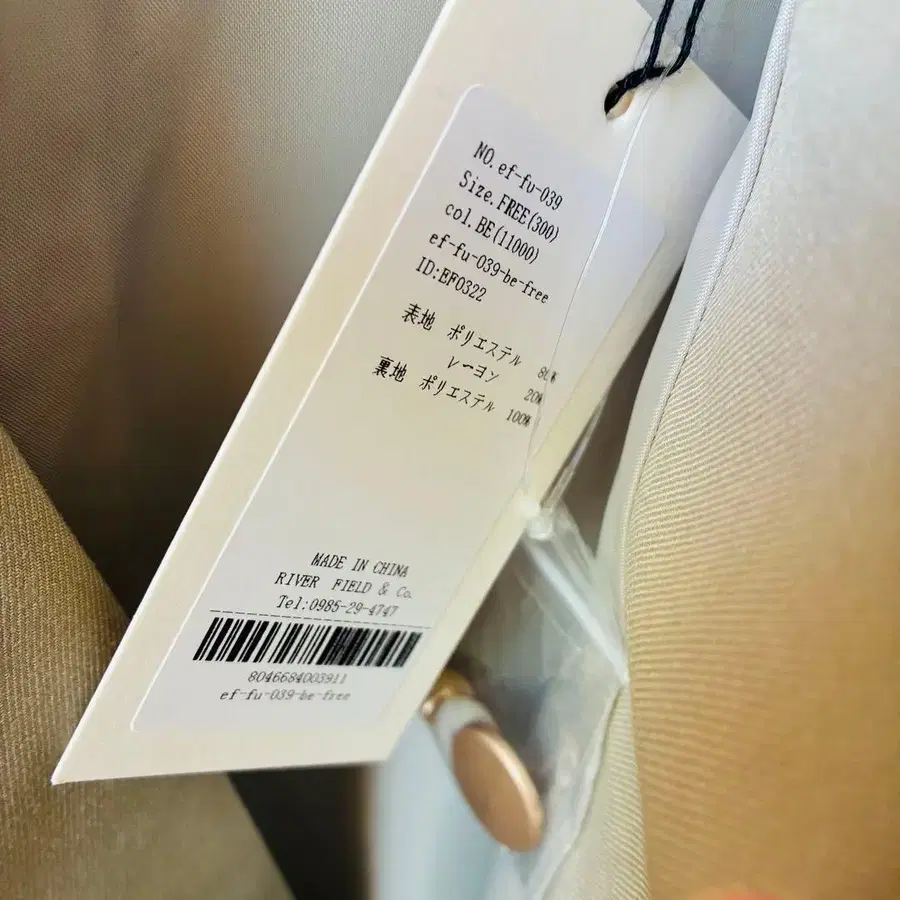 NO. ef-fu-039
Size. FREE(300)
col. BE(11000)
ef-fu-039-be-free
ID:EF0322
表地 ポリエステル 80%
レーヨン 20%
裏地 ポリエステル 100%
MADE IN CHINA
RIVER FIELD & Co.
Tel:0985-29-4747
8046684003911
ef-fu-039-be-free